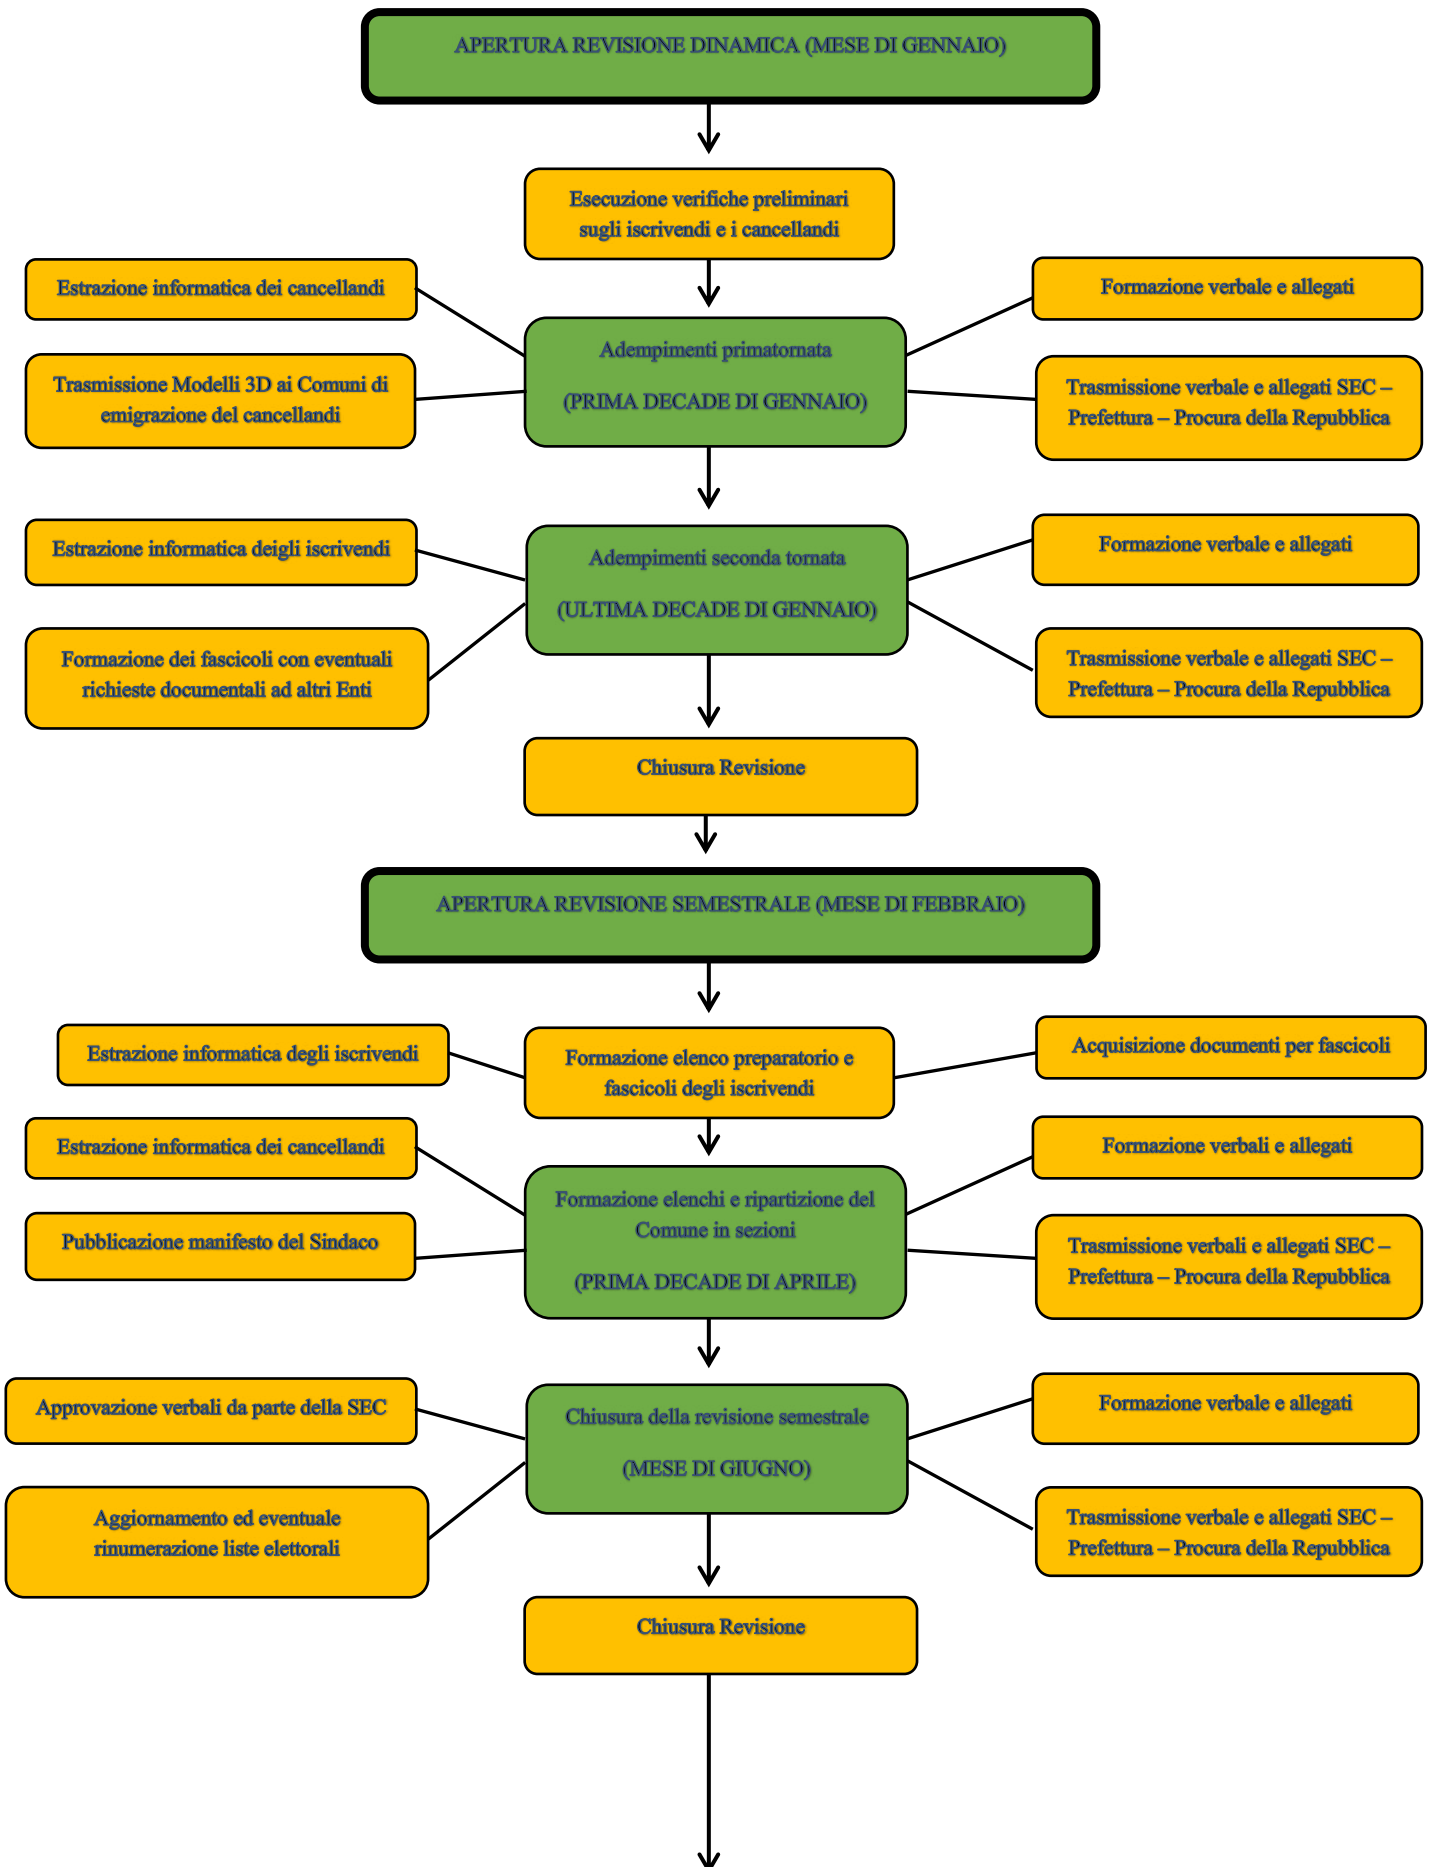 APERTURA REVISIONE DINAMICA (MESE DI GENNAIO)
Esecuzione verifiche preliminari
sugli iscrivendi e i cancellandi
Estrazione informatica dei cancellandi
Formazione verbale e allegati
Adempimenti primatornata
(PRIMA DECADE DI GENNAIO)
Trasmissione Modelli 3D ai Comuni di
emigrazione del cancellandi
Trasmissione verbale e allegati SEC –
Prefettura – Procura della Repubblica
Estrazione informatica deigli iscrivendi
Formazione verbale e allegati
Adempimenti seconda tornata
(ULTIMA DECADE DI GENNAIO)
Formazione dei fascicoli con eventuali
richieste documentali ad altri Enti
Trasmissione verbale e allegati SEC –
Prefettura – Procura della Repubblica
Chiusura Revisione
APERTURA REVISIONE SEMESTRALE (MESE DI FEBBRAIO)
Estrazione informatica degli iscrivendi
Formazione elenco preparatorio e
fascicoli degli iscrivendi
Acquisizione documenti per fascicoli
Estrazione informatica dei cancellandi
Formazione verbali e allegati
Formazione elenchi e ripartizione del
Comune in sezioni
(PRIMA DECADE DI APRILE)
Pubblicazione manifesto del Sindaco
Trasmissione verbali e allegati SEC –
Prefettura – Procura della Repubblica
Approvazione verbali da parte della SEC
Formazione verbale e allegati
Chiusura della revisione semestrale
(MESE DI GIUGNO)
Aggiornamento ed eventuale
rinumerazione liste elettorali
Trasmissione verbale e allegati SEC –
Prefettura – Procura della Repubblica
Chiusura Revisione